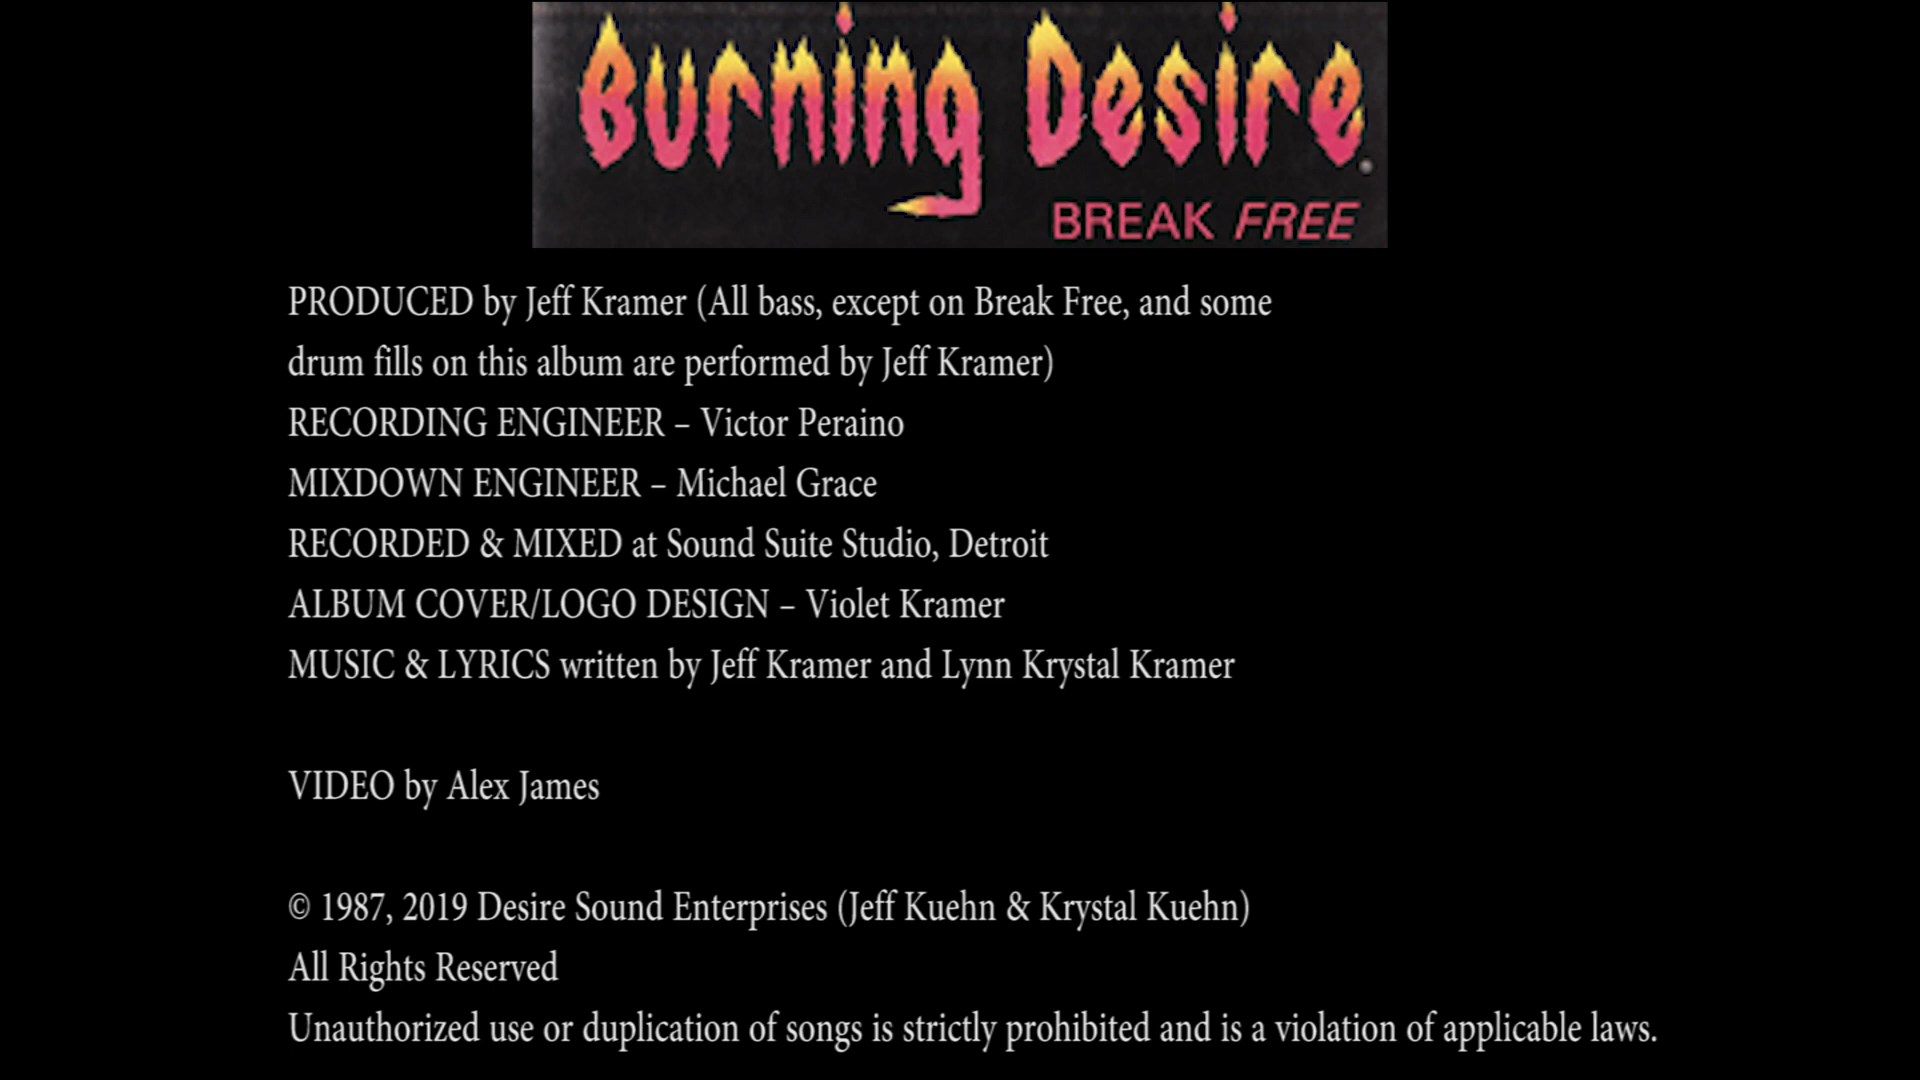 Burning Desire
BREAK FREE
PRODUCED by Jeff Kramer (All bass, except on Break Free, and some
drum fills on this album are performed by Jeff Kramer)
RECORDING ENGINEER – Victor Peraino
MIXDOWN ENGINEER – Michael Grace
RECORDED & MIXED at Sound Suite Studio, Detroit
ALBUM COVER/LOGO DESIGN – Violet Kramer
MUSIC & LYRICS written by Jeff Kramer and Lynn Krystal Kramer
VIDEO by Alex James
© 1987, 2019 Desire Sound Enterprises (Jeff Kuehn & Krystal Kuehn)
All Rights Reserved
Unauthorized use or duplication of songs is strictly prohibited and is a violation of applicable laws.